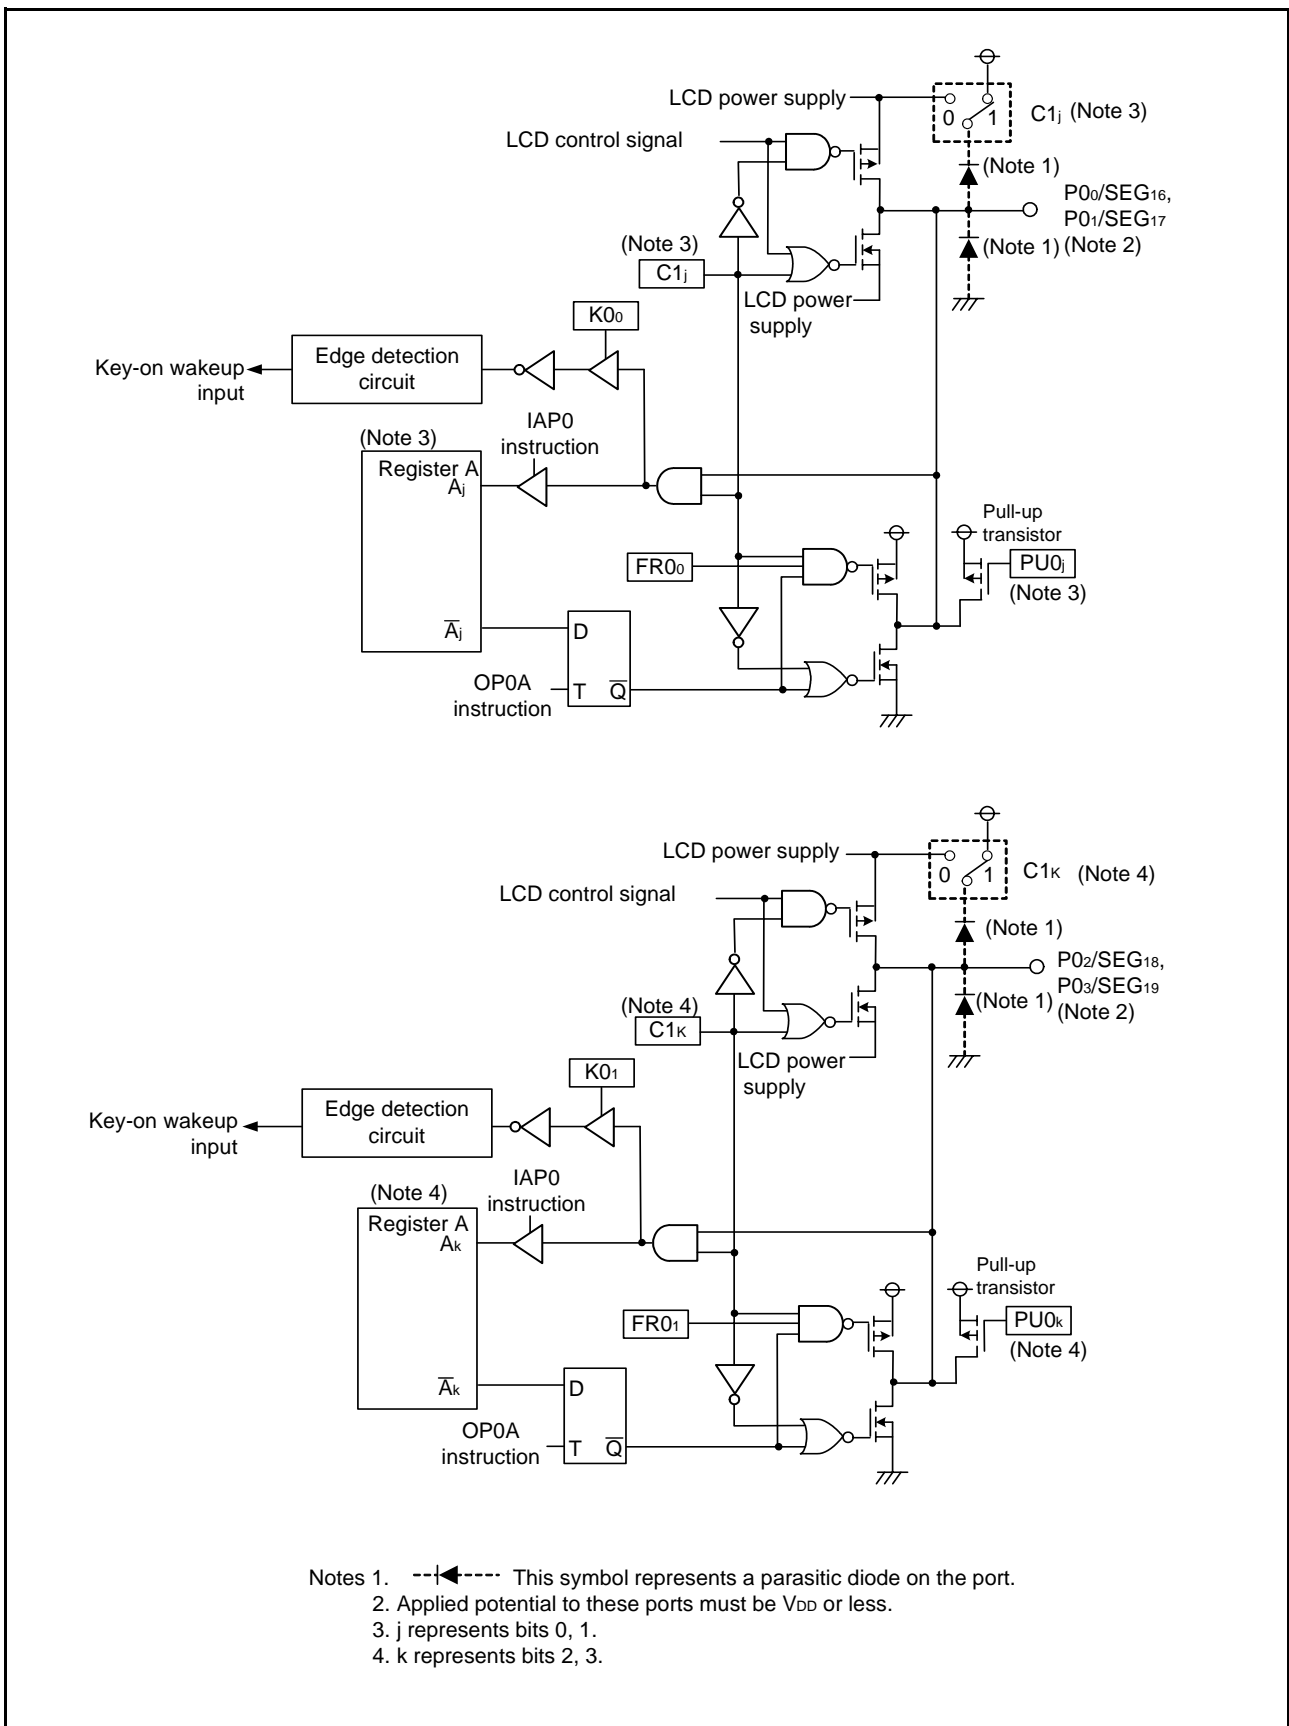 LCD power supply
0 1
C1j (Note 3)
LCD control signal
(Note 1)
P00/SEG16,
P01/SEG17
(Note 1) (Note 2)
(Note 3)
C1j
LCD power
supply
K00
Edge detection
circuit
Key-on wakeup
input
IAP0
instruction
(Note 3)
Register A
Aj
Pull-up
transistor
FR00
PU0j
(Note 3)
A̅j
D
OP0A
instruction
T Q̅
LCD power supply
0 1
C1K (Note 4)
LCD control signal
(Note 1)
P02/SEG18,
P03/SEG19
(Note 1) (Note 2)
(Note 4)
C1K
LCD power
supply
K01
Edge detection
circuit
Key-on wakeup
input
IAP0
instruction
(Note 4)
Register A
Ak
Pull-up
transistor
FR01
PU0k
(Note 4)
A̅k
D
OP0A
instruction
T Q̅
Notes 1. This symbol represents a parasitic diode on the port.
2. Applied potential to these ports must be VDD or less.
3. j represents bits 0, 1.
4. k represents bits 2, 3.